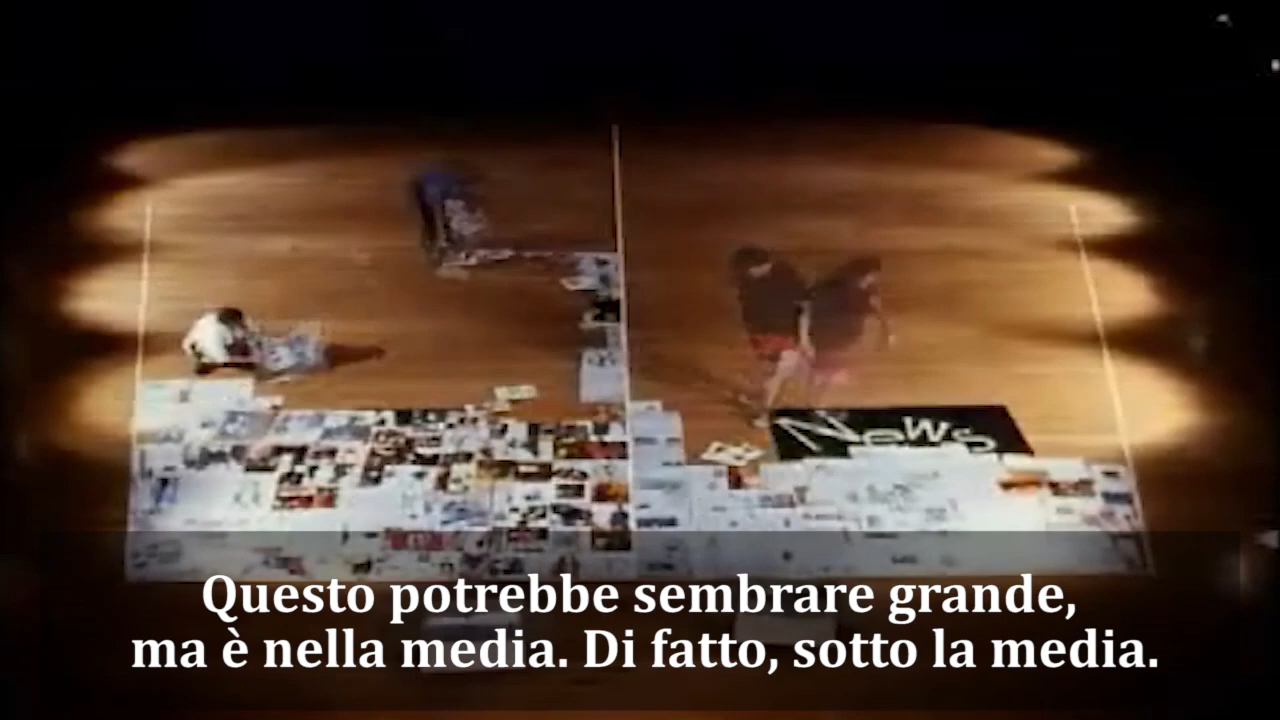 News
Questo potrebbe sembrare grande,
ma è nella media. Di fatto, sotto la media.